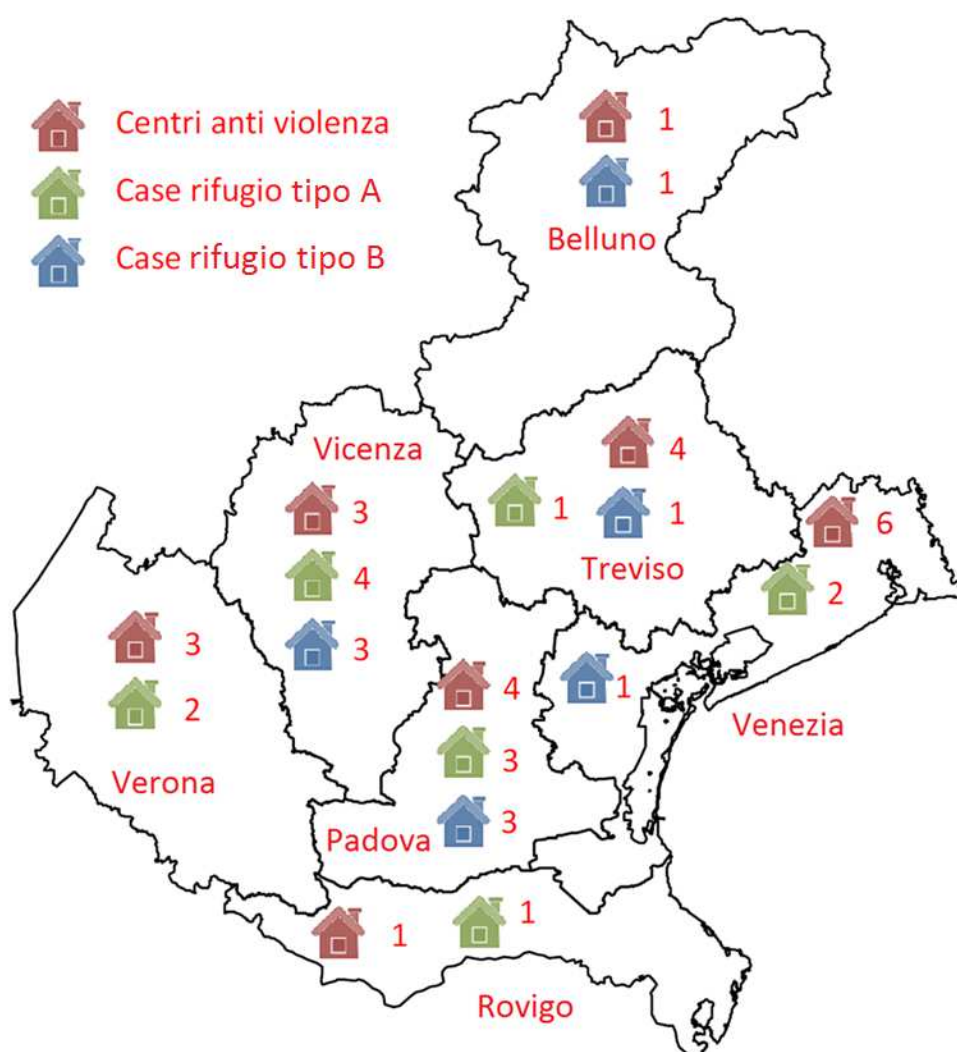 Centri anti violenza
Case rifugio tipo A
Case rifugio tipo B
1
1
Belluno
Vicenza
3
4
3
4
1
1
Treviso
6
2
3
2
Verona
4
3
3
Padova
1
Venezia
1
1
Rovigo